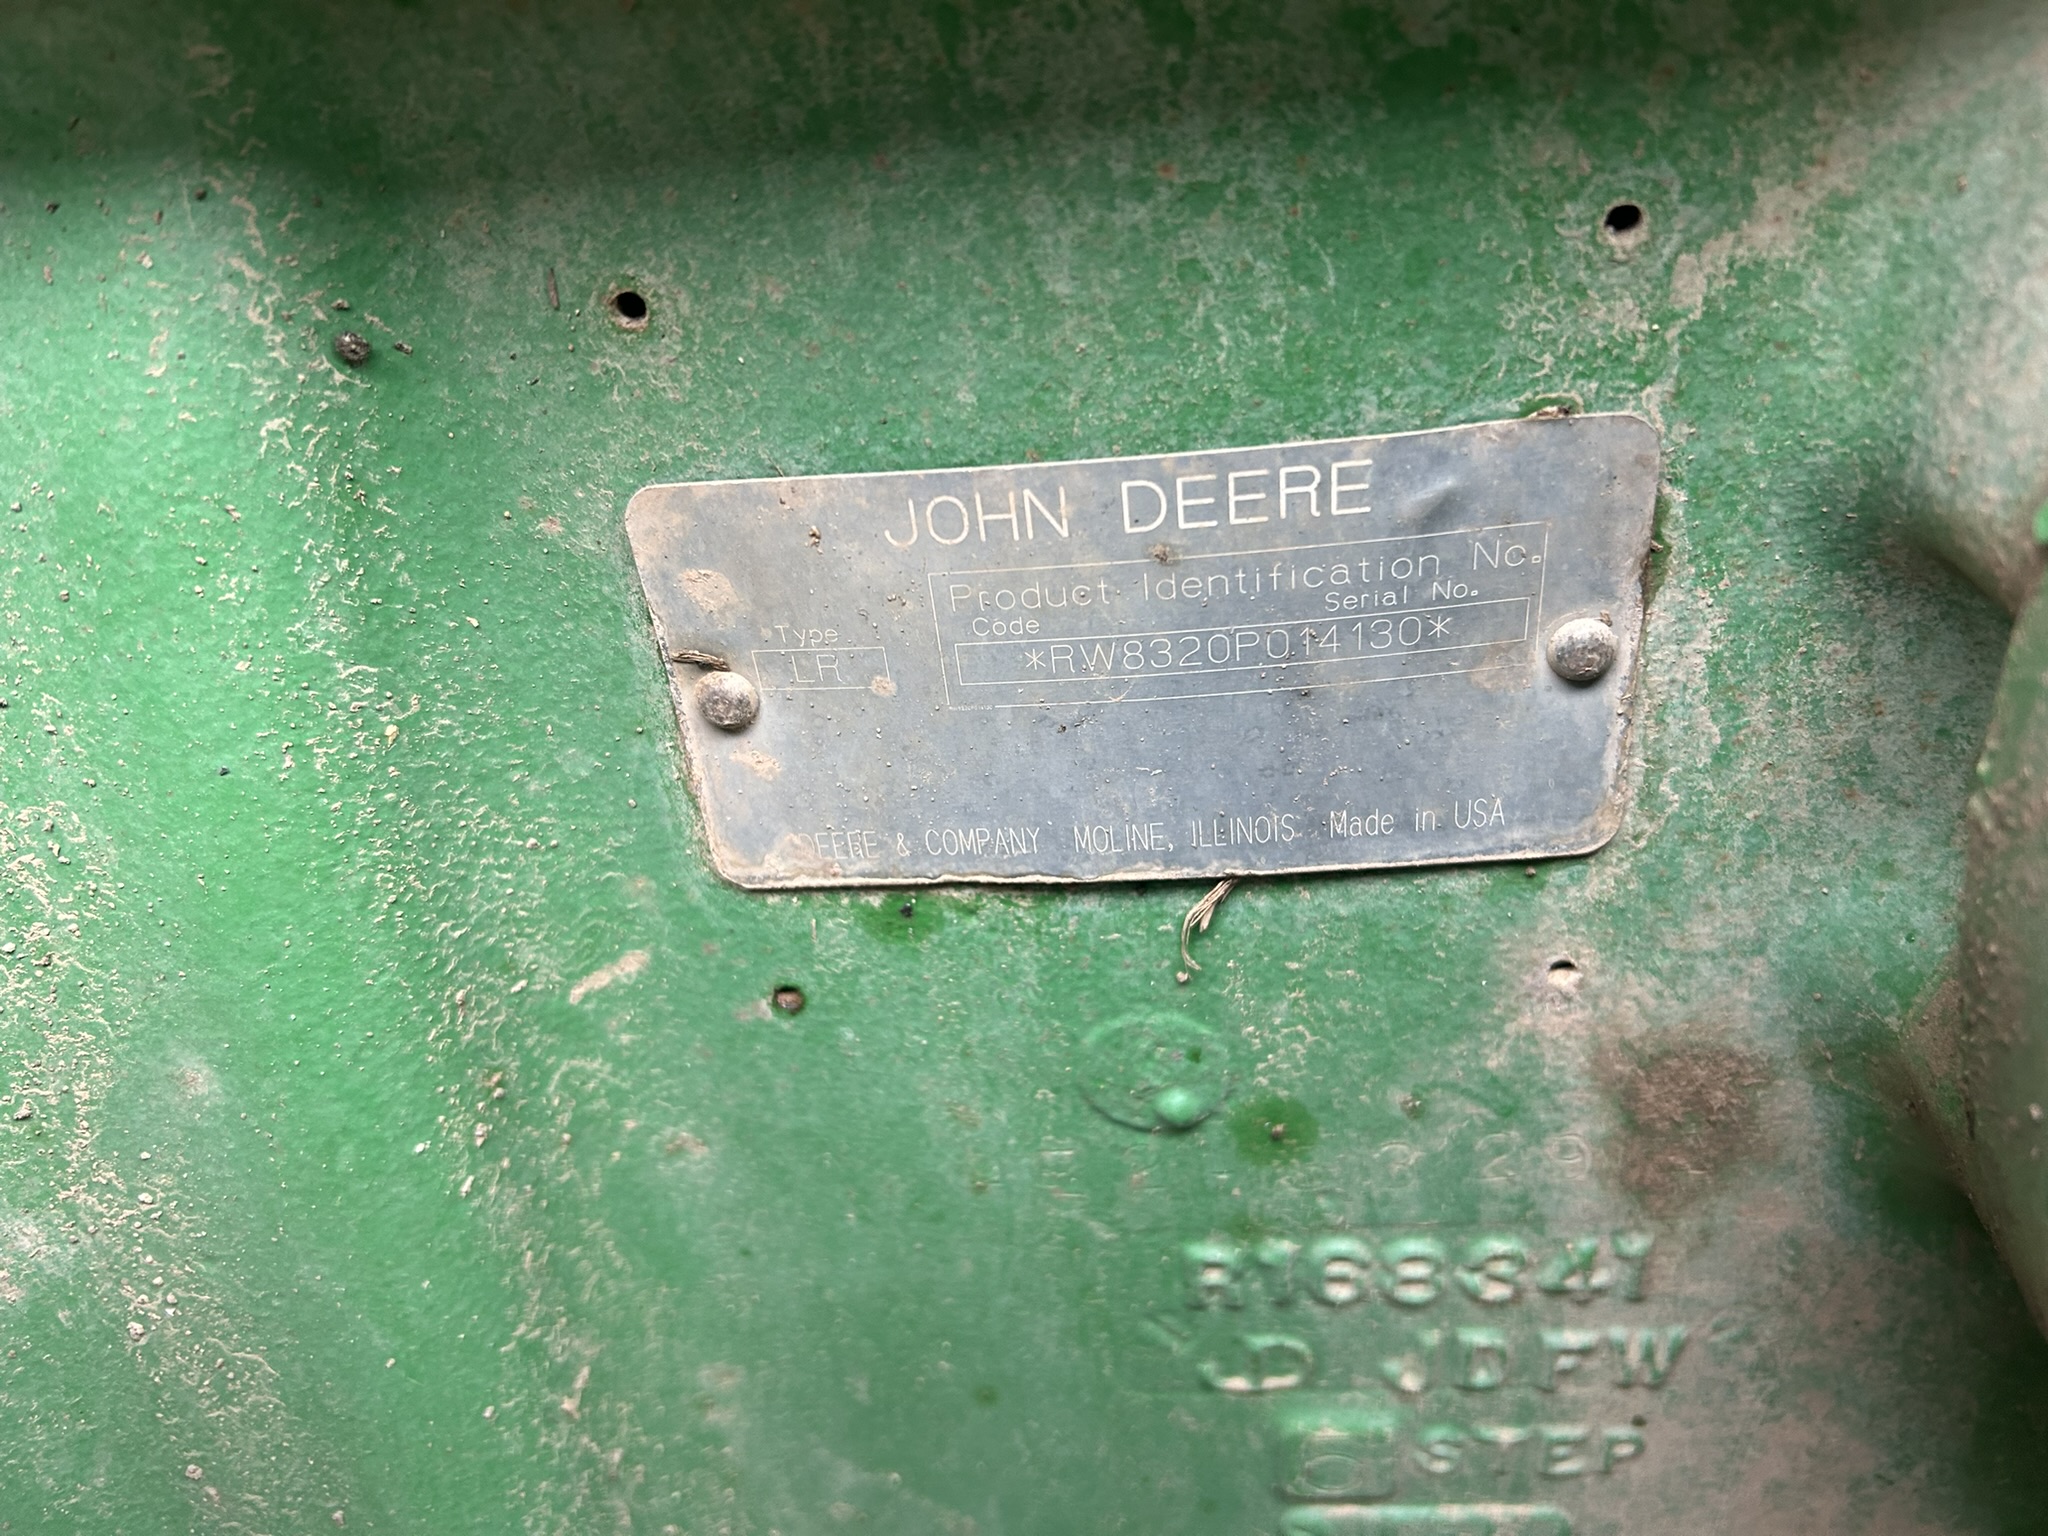 JOHN DEERE
Product Identification No.
Code Serial No.
Type
LR
*RW8320P014130*
DEERE & COMPANY MOLINE, ILLINOIS Made in USA
JD JDFW
STEP